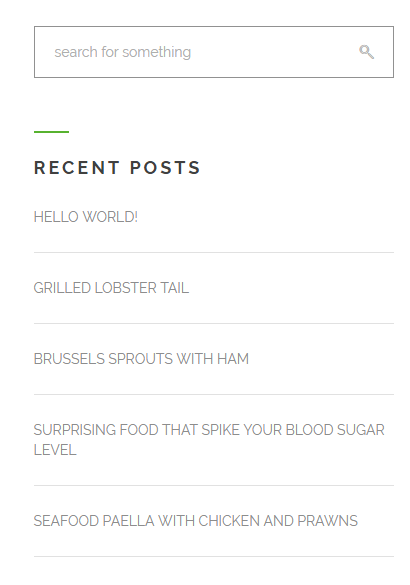 search for something
RECENT POSTS
HELLO WORLD!
GRILLED LOBSTER TAIL
BRUSSELS SPROUTS WITH HAM
SURPRISING FOOD THAT SPIKE YOUR BLOOD SUGAR
LEVEL
SEAFOOD PAELLA WITH CHICKEN AND PRAWNS